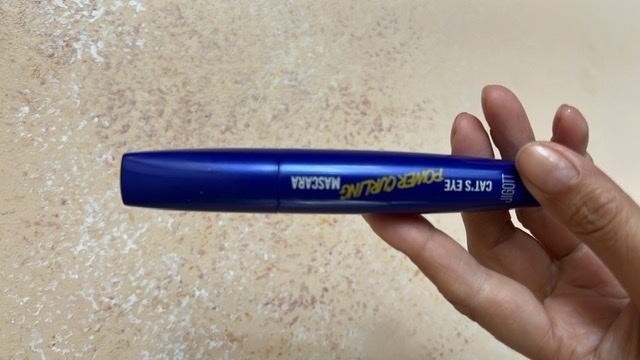 JIGOTT
CAT'S EYE
POWER CURLING
MASCARA